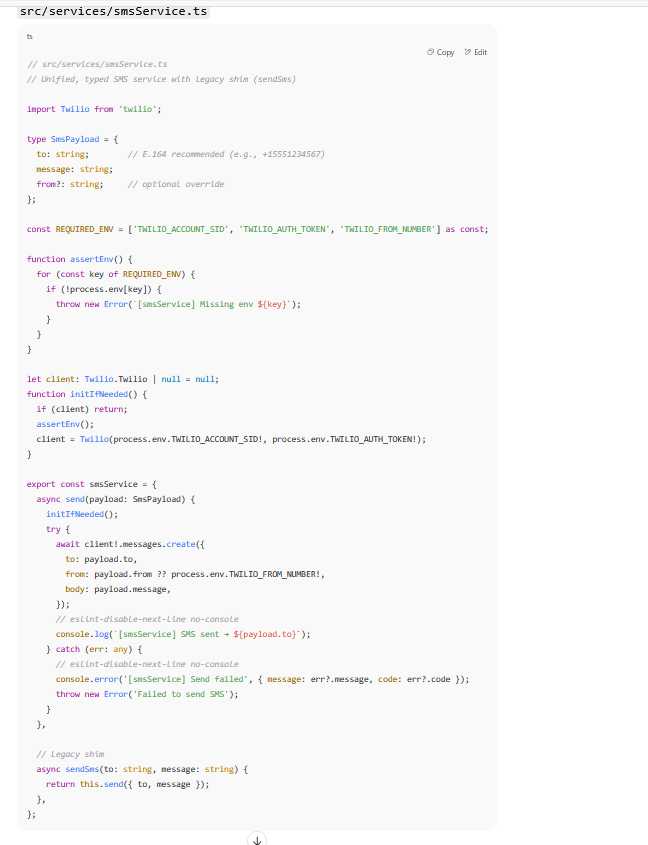 src/services/smsService.ts
ts
Copy Edit
// src/services/smsService.ts
// Unified, typed SMS service with Legacy shim (sendSms)
import Twilio from 'twilio';
type SmsPayload = {
to: string; // E.164 recommended (e.g., +15551234567)
message: string;
from?: string; // optional override
};
const REQUIRED_ENV = ['TWILIO_ACCOUNT_SID', 'TWILIO_AUTH_TOKEN', 'TWILIO_FROM_NUMBER'] as const;
function assertEnv() {
for (const key of REQUIRED_ENV) {
if (!process.env[key]) {
throw new Error(`[smsService] Missing env ${key}`);
}
}
}
let client: Twilio.Twilio | null = null;
function initIfNeeded() {
if (client) return;
assertEnv();
client = Twilio(process.env.TWILIO_ACCOUNT_SID!, process.env.TWILIO_AUTH_TOKEN!);
}
export const smsService = {
async send(payload: SmsPayload) {
initIfNeeded();
try {
await client!.messages.create({
to: payload.to,
from: payload.from ?? process.env.TWILIO_FROM_NUMBER!,
body: payload.message,
});
// eslint-disable-next-line no-console
console.log(`[smsService] SMS sent → ${payload.to}`);
} catch (err: any) {
// eslint-disable-next-line no-console
console.error('[smsService] Send failed', { message: err?.message, code: err?.code });
throw new Error('Failed to send SMS');
}
},
// Legacy shim
async sendSms(to: string, message: string) {
return this.send({ to, message });
},
};